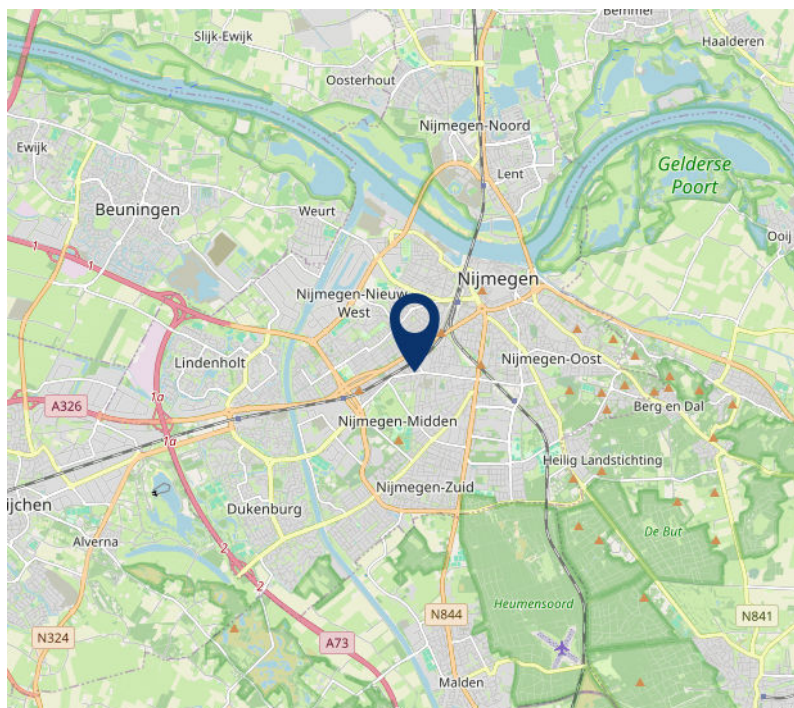 Bemmel
Slijk-Ewijk
Haalderen
Oosterhout
Nijmegen-Noord
Ewijk
Gelderse
Poort
Lent
Beuningen
Weurt
Ooij
1
1
Nijmegen
Nijmegen-Nieuw
West
Lindenholt
Nijmegen-Oost
1a
A326
Berg en Dal
Nijmegen-Midden
1a
Heilig Landstichting
Nijmegen-Zuid
ijchen
Dukenburg
De But
Alverna
2
2
Heumensoord
N844
N841
N324
A73
Malden